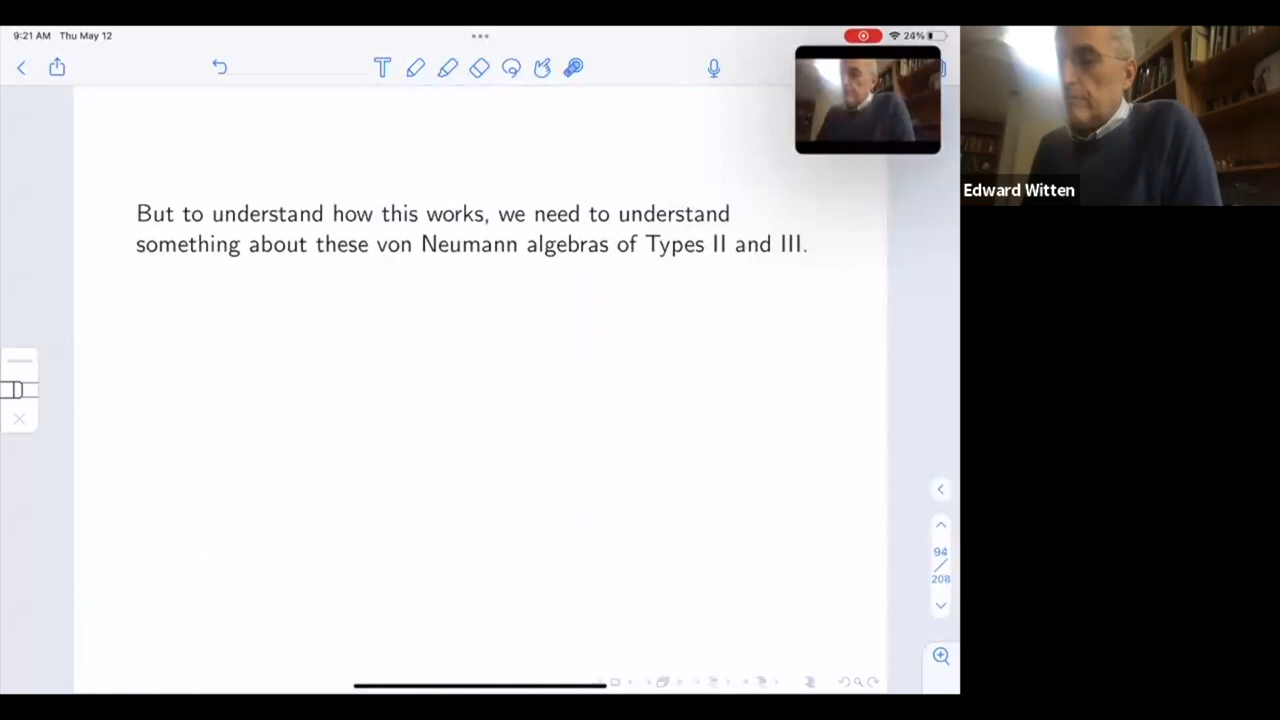 9:21 AM Thu May 12
24%
But to understand how this works, we need to understand
something about these von Neumann algebras of Types II and III.
Edward Witten
94
/
208